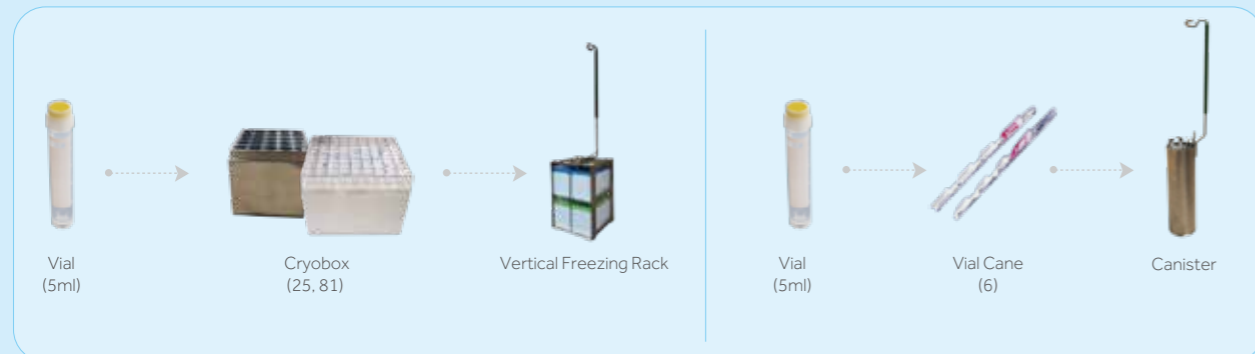 Vial
(5ml)
Cryobox
(25, 81)
Vertical Freezing Rack
Vial
(5ml)
Vial Cane
(6)
Canister